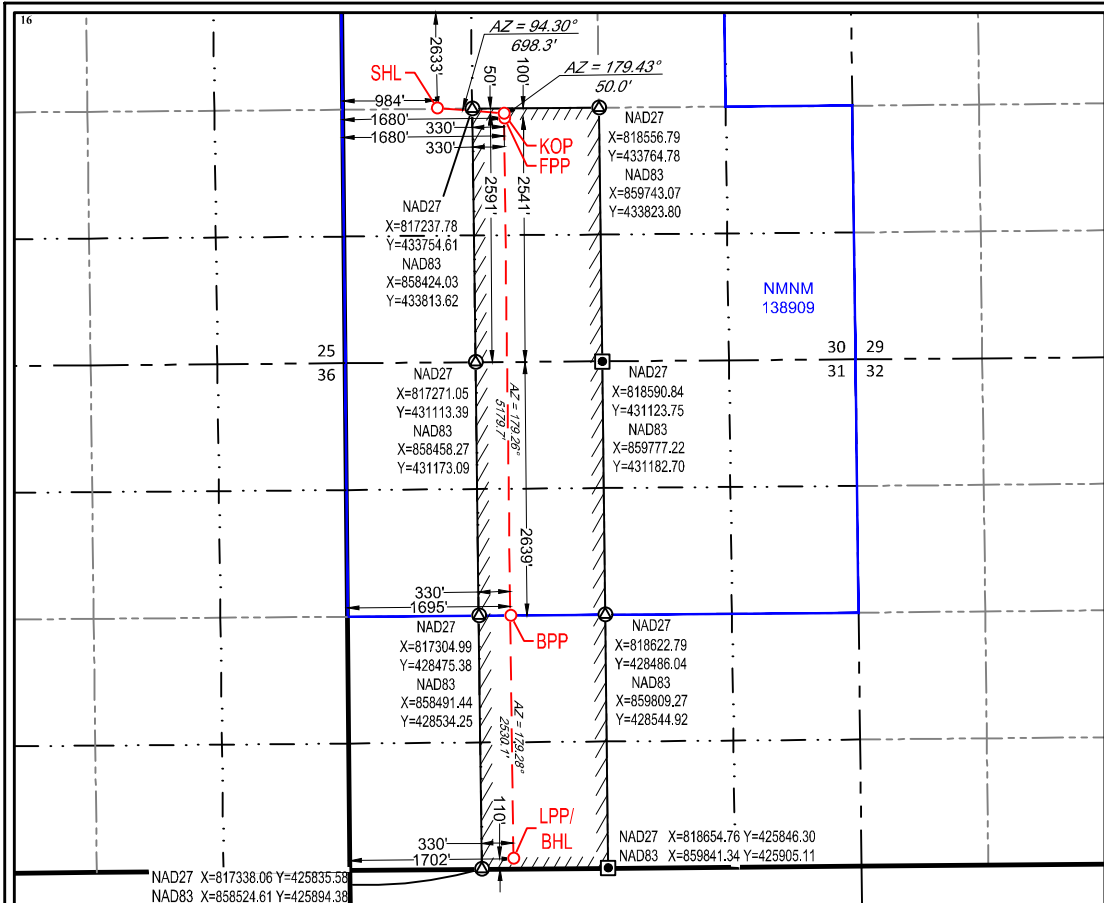 16
AZ = 94.30°
698.3'
2633'
50'
100'
AZ = 179.43°
50.0'
SHL
984'
1680'
330'
1680'
330'
KOP
FPP
2591'
2541'
NAD27
X=818556.79
Y=433764.78
NAD83
X=859743.07
Y=433823.80
NAD27
X=817237.78
Y=433754.61
NAD83
X=858424.03
Y=433813.62
NMNM
138909
25
36
30
29
31
32
NAD27
X=817271.05
Y=431113.39
NAD83
X=858458.27
Y=431173.09
AZ = 179.26°
5179.7'
NAD27
X=818590.84
Y=431123.75
NAD83
X=859777.22
Y=431182.70
2639'
330'
1695'
BPP
NAD27
X=817304.99
Y=428475.38
NAD83
X=858491.44
Y=428534.25
NAD27
X=818622.79
Y=428486.04
NAD83
X=859809.27
Y=428544.92
AZ = 179.28°
2530.1'
110'
LPP/
BHL
330'
1702'
NAD27 X=818654.76 Y=425846.30
NAD83 X=859841.34 Y=425905.11
NAD27 X=817338.06 Y=425835.58
NAD83 X=858524.61 Y=425894.38